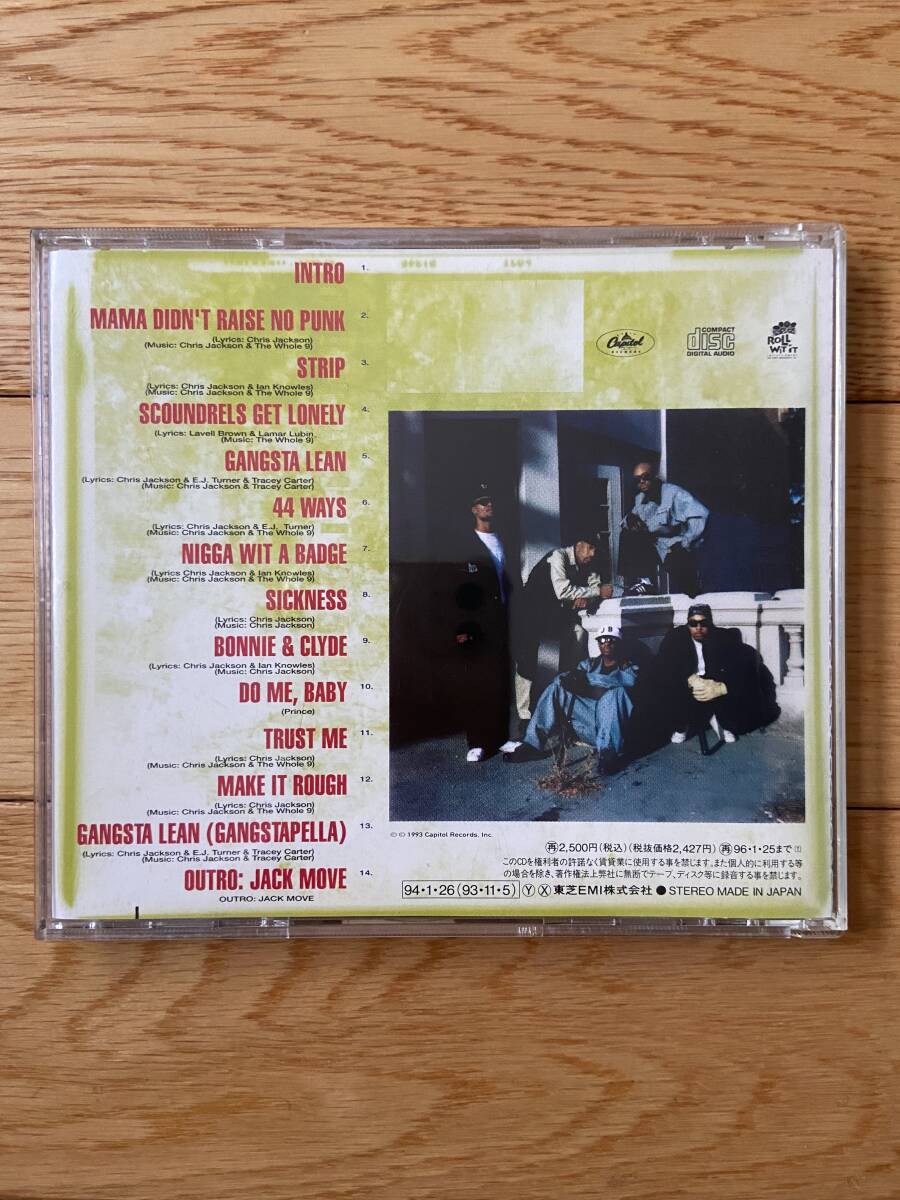 INTRO 1.
MAMA DIDN'T RAISE NO PUNK 2.
(Lyrics: Chris Jackson)
(Music: Chris Jackson & The Whole 9)
STRIP 3.
(Lyrics: Chris Jackson & Ian Knowles)
(Music: Chris Jackson & The Whole 9)
SCOUNDRELS GET LONELY 4.
(Lyrics: Lavell Brown & Lamar Lubin,
(Music: The Whole 9)
GANGSTA LEAN 5.
(Lyrics: Chris Jackson & E.J. Turner & Tracey Carter)
(Music: Chris Jackson & Tracey Carter)
44 WAYS 6.
(Lyrics: Chris Jackson & E.J. Turner)
(Music: Chris Jackson & The Whole 9)
NIGGA WIT A BADGE 7.
(Lyrics Chris Jackson & Ian Knowles)
(Music: Chris Jackson & The Whole 9)
SICKNESS 8.
(Lyrics: Chris Jackson)
(Music: Chris Jackson)
BONNIE & CLYDE 9.
(Lyrics: Chris Jackson & Ian Knowles)
(Music: Chris Jackson)
DO ME, BABY 10.
(Prince)
TRUST ME 11.
(Lyrics: Chris Jackson)
(Music: Chris Jackson & The Whole 9)
MAKE IT ROUGH 12.
(Lyrics: Chris Jackson)
(Music: Chris Jackson & The Whole 9)
GANGSTA LEAN (GANGSTAPELLA) 13.
(Lyrics: Chris Jackson & E.J. Turner & Tracey Carter)
(Music: Chris Jackson & Tracey Carter)
OUTRO: JACK MOVE 14.
OUTRO: JACK MOVE
Capitol
RECORDS
COMPACT
disc
DIGITAL AUDIO
ROLL
WIT IT
JB
1993 Capitol Records, Inc.
再2,500円(税込)(税抜価格2,427円) 再96・1・25まで
このCDを権利者の許諾なく賃貸業に使用する事を禁じます。また個人的に利用する等
の場合を除き、著作権法上弊社に無断でテープ、ディスク等に録音する事を禁じます。
94・1・26(93・11・5) Ⓨ Ⓧ 東芝EMI株式会社 ● STEREO MADE IN JAPAN